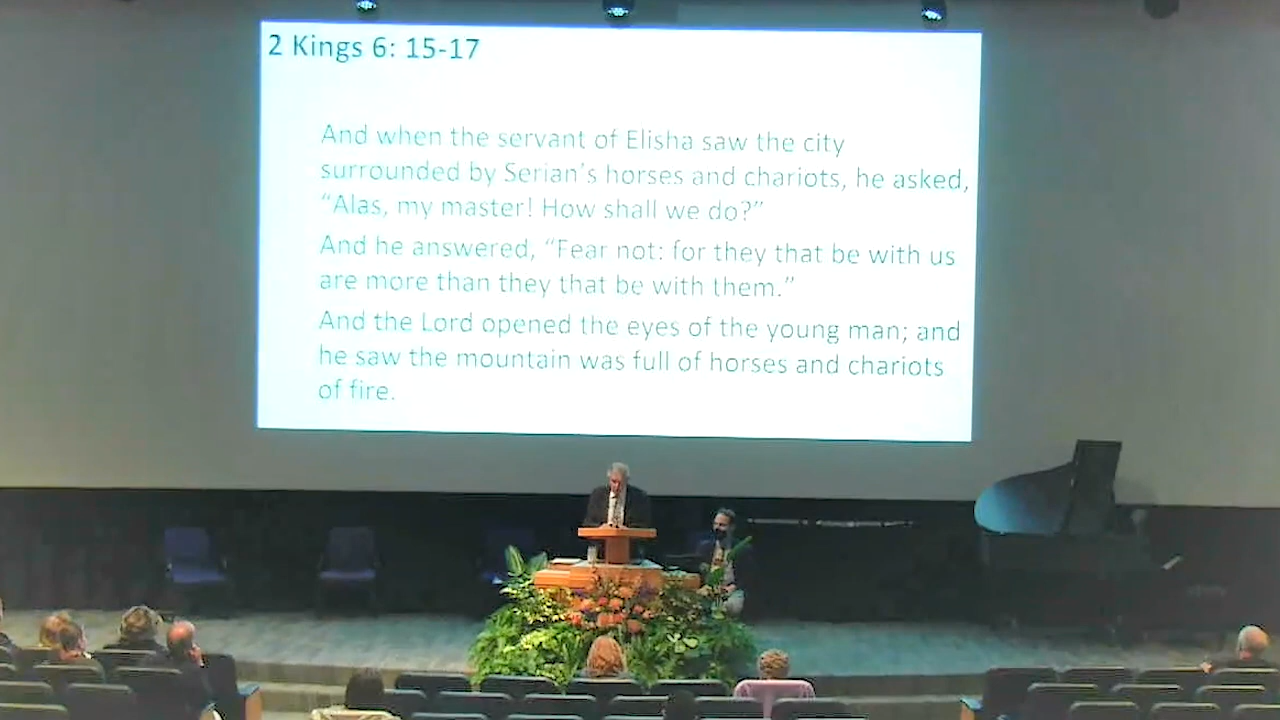 2 Kings 6: 15-17
And when the servant of Elisha saw the city
surrounded by Serian's horses and chariots, he asked,
“Alas, my master! How shall we do?”
And he answered, “Fear not: for they that be with us
are more than they that be with them.”
And the Lord opened the eyes of the young man; and
he saw the mountain was full of horses and chariots
of fire.